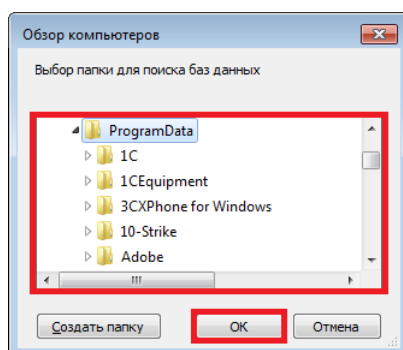 Обзор компьютеров
Выбор папки для поиска баз данных
ProgramData
1C
1CEquipment
3CXPhone for Windows
10-Strike
Adobe
Создать папку
ОК
Отмена